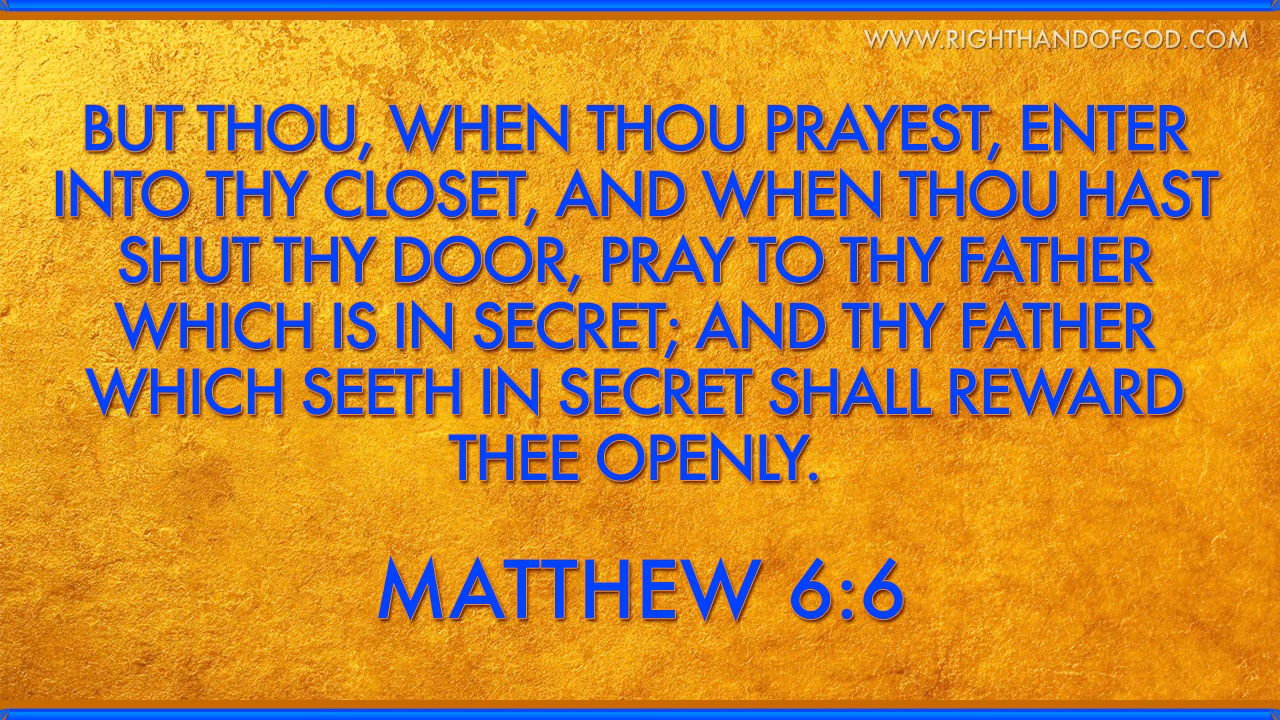 WWW.RIGHTHANDOFGOD.COM
BUT THOU, WHEN THOU PRAYEST, ENTER
INTO THY CLOSET, AND WHEN THOU HAST
SHUT THY DOOR, PRAY TO THY FATHER
WHICH IS IN SECRET; AND THY FATHER
WHICH SEETH IN SECRET SHALL REWARD
THEE OPENLY.
MATTHEW 6:6